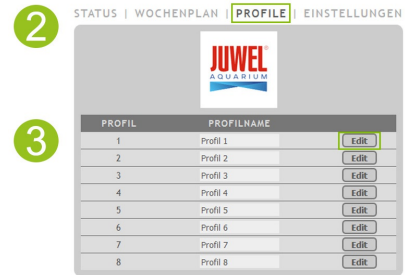 2
STATUS | WOCHENPLAN | PROFILE | EINSTELLUNGEN
JUWEL
AQUARIUM
3
PROFIL PROFILNAME
1 Profil 1 Edit
2 Profil 2 Edit
3 Profil 3 Edit
4 Profil 4 Edit
5 Profil 5 Edit
6 Profil 6 Edit
7 Profil 7 Edit
8 Profil 8 Edit